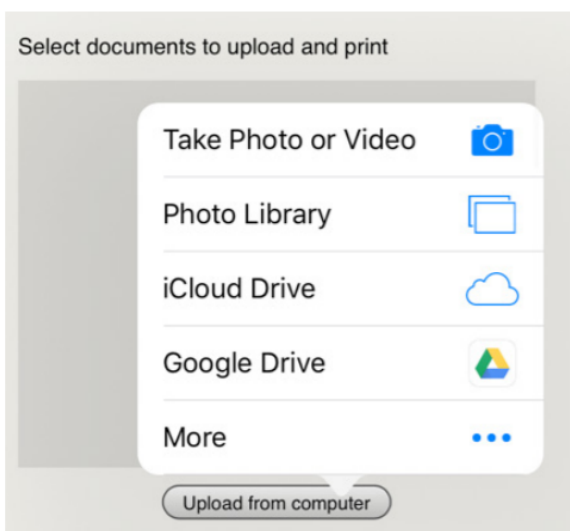 Select documents to upload and print
Take Photo or Video
Photo Library
iCloud Drive
Google Drive
More
Upload from computer